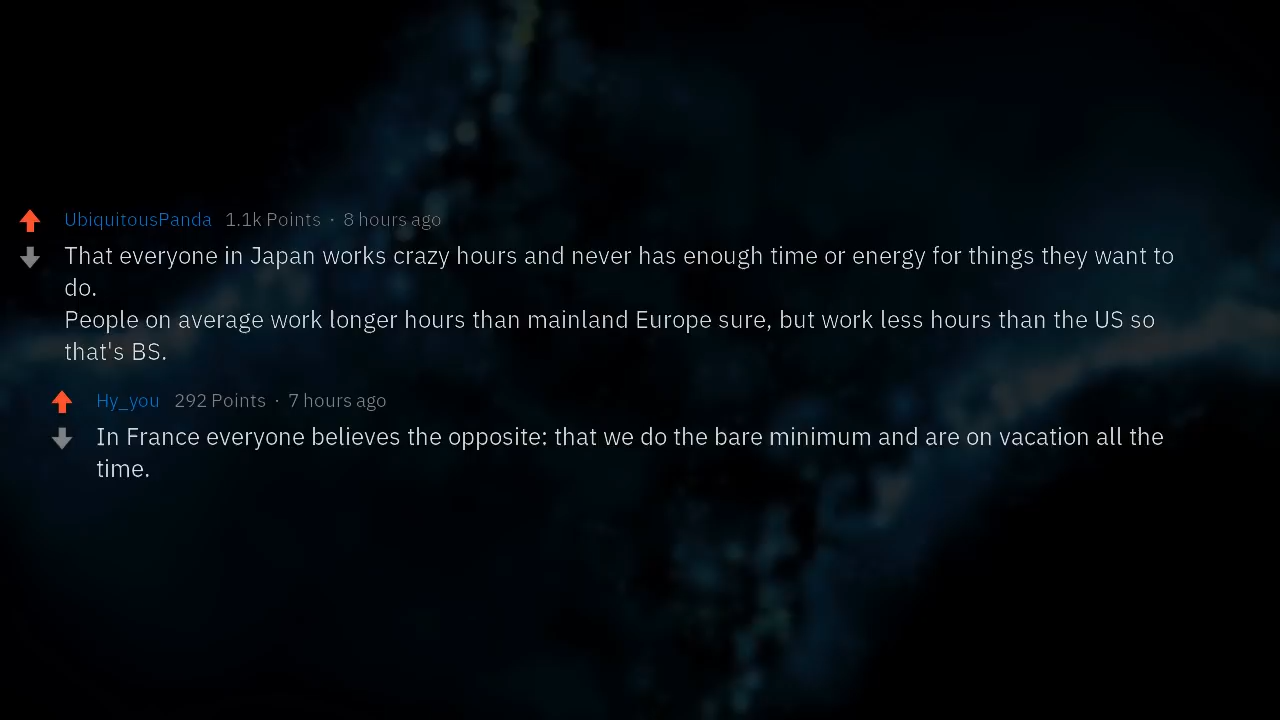 UbiquitousPanda 1.1k Points · 8 hours ago
That everyone in Japan works crazy hours and never has enough time or energy for things they want to
do.
People on average work longer hours than mainland Europe sure, but work less hours than the US so
that's BS.
Hy_you 292 Points · 7 hours ago
In France everyone believes the opposite: that we do the bare minimum and are on vacation all the
time.